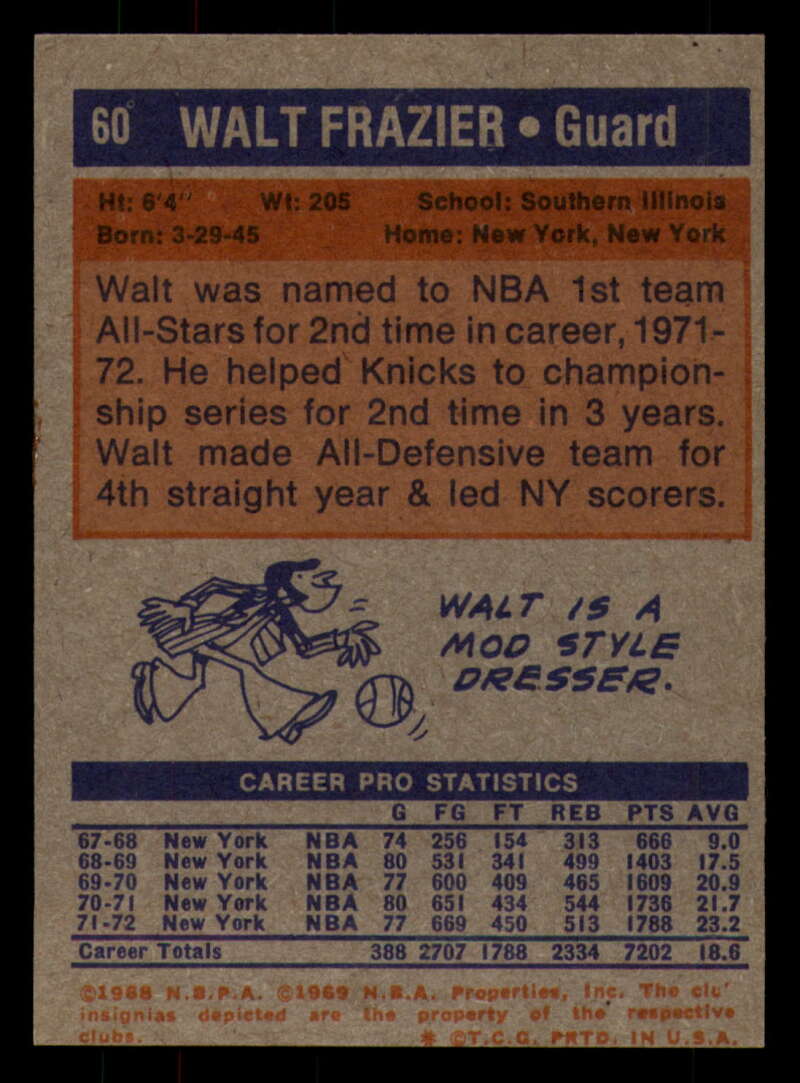 60 WALT FRAZIER • Guard
Ht: 6'4" Wt: 205 School: Southern Illinois
Born: 3-29-45 Home: New York, New York
Walt was named to NBA 1st team
All-Stars for 2nd time in career, 1971-
72. He helped Knicks to champion-
ship series for 2nd time in 3 years.
Walt made All-Defensive team for
4th straight year & led NY scorers.
WALT IS A
MOD STYLE
DRESSER.
CAREER PRO STATISTICS
G FG FT REB PTS AVG
67-68 New York NBA 74 256 154 313 666 9.0
68-69 New York NBA 80 531 341 499 1403 17.5
69-70 New York NBA 77 600 409 465 1609 20.9
70-71 New York NBA 80 651 434 544 1736 21.7
71-72 New York NBA 77 669 450 513 1788 23.2
Career Totals 388 2707 1788 2334 7202 18.6
©1968 N.B.P.A. ©1969 N.B.A. Properties, Inc. The clu'
insignias depicted are the property of the respective
clubs. * ©T.C.G. PRTD. IN U.S.A.